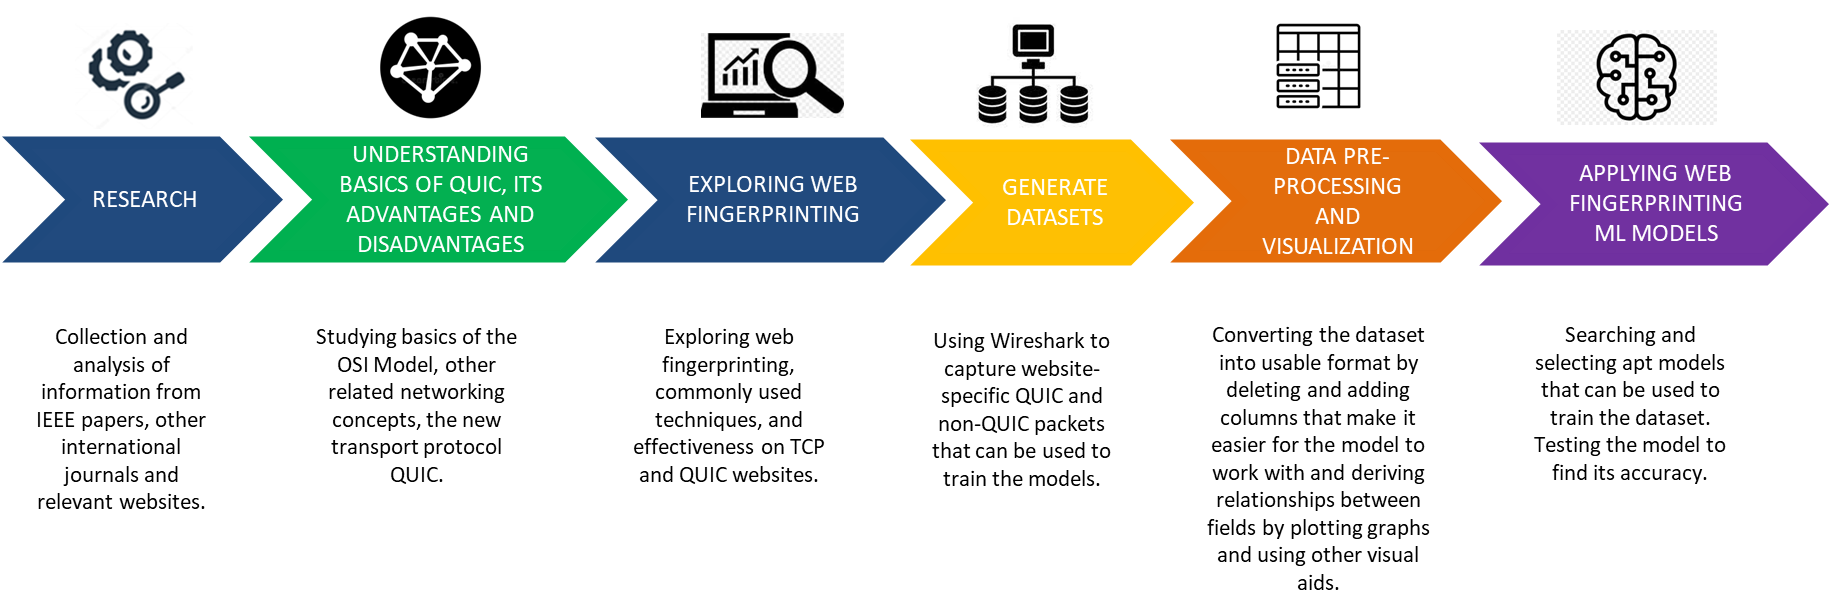 RESEARCH
UNDERSTANDING
BASICS OF QUIC, ITS
ADVANTAGES AND
DISADVANTAGES
EXPLORING WEB
FINGERPRINTING
GENERATE
DATASETS
DATA PRE-
PROCESSING
AND
VISUALIZATION
APPLYING WEB
FINGERPRINTING
ML MODELS
Collection and
analysis of
information from
IEEE papers, other
international
journals and
relevant websites.
Studying basics of the
OSI Model, other
related networking
concepts, the new
transport protocol
QUIC.
Exploring web
fingerprinting,
commonly used
techniques, and
effectiveness on TCP
and QUIC websites.
Using Wireshark to
capture website-
specific QUIC and
non-QUIC packets
that can be used to
train the models.
Converting the dataset
into usable format by
deleting and adding
columns that make it
easier for the model to
work with and deriving
relationships between
fields by plotting graphs
and using other visual
aids.
Searching and
selecting apt models
that can be used to
train the dataset.
Testing the model to
find its accuracy.